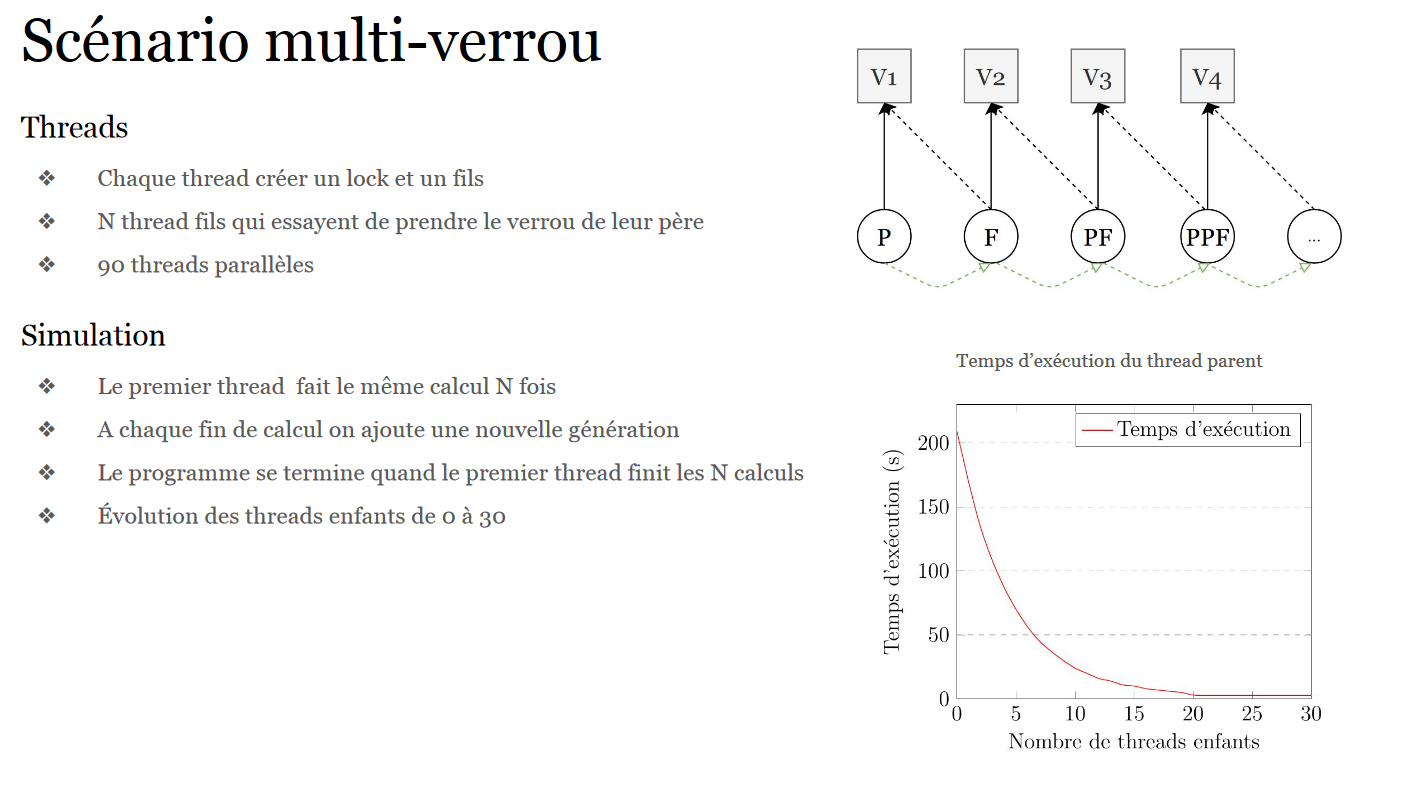 Scénario multi-verrou
Threads
❖ Chaque thread créer un lock et un fils
❖ N thread fils qui essayent de prendre le verrou de leur père
❖ 90 threads parallèles
Simulation
❖ Le premier thread fait le même calcul N fois
❖ A chaque fin de calcul on ajoute une nouvelle génération
❖ Le programme se termine quand le premier thread finit les N calculs
❖ Évolution des threads enfants de 0 à 30
V1 V2 V3 V4
P F PF PPF ...
Temps d'exécution du thread parent
Temps d'exécution
Temps d'exécution (s)
200
150
100
50
0
0 5 10 15 20 25 30
Nombre de threads enfants